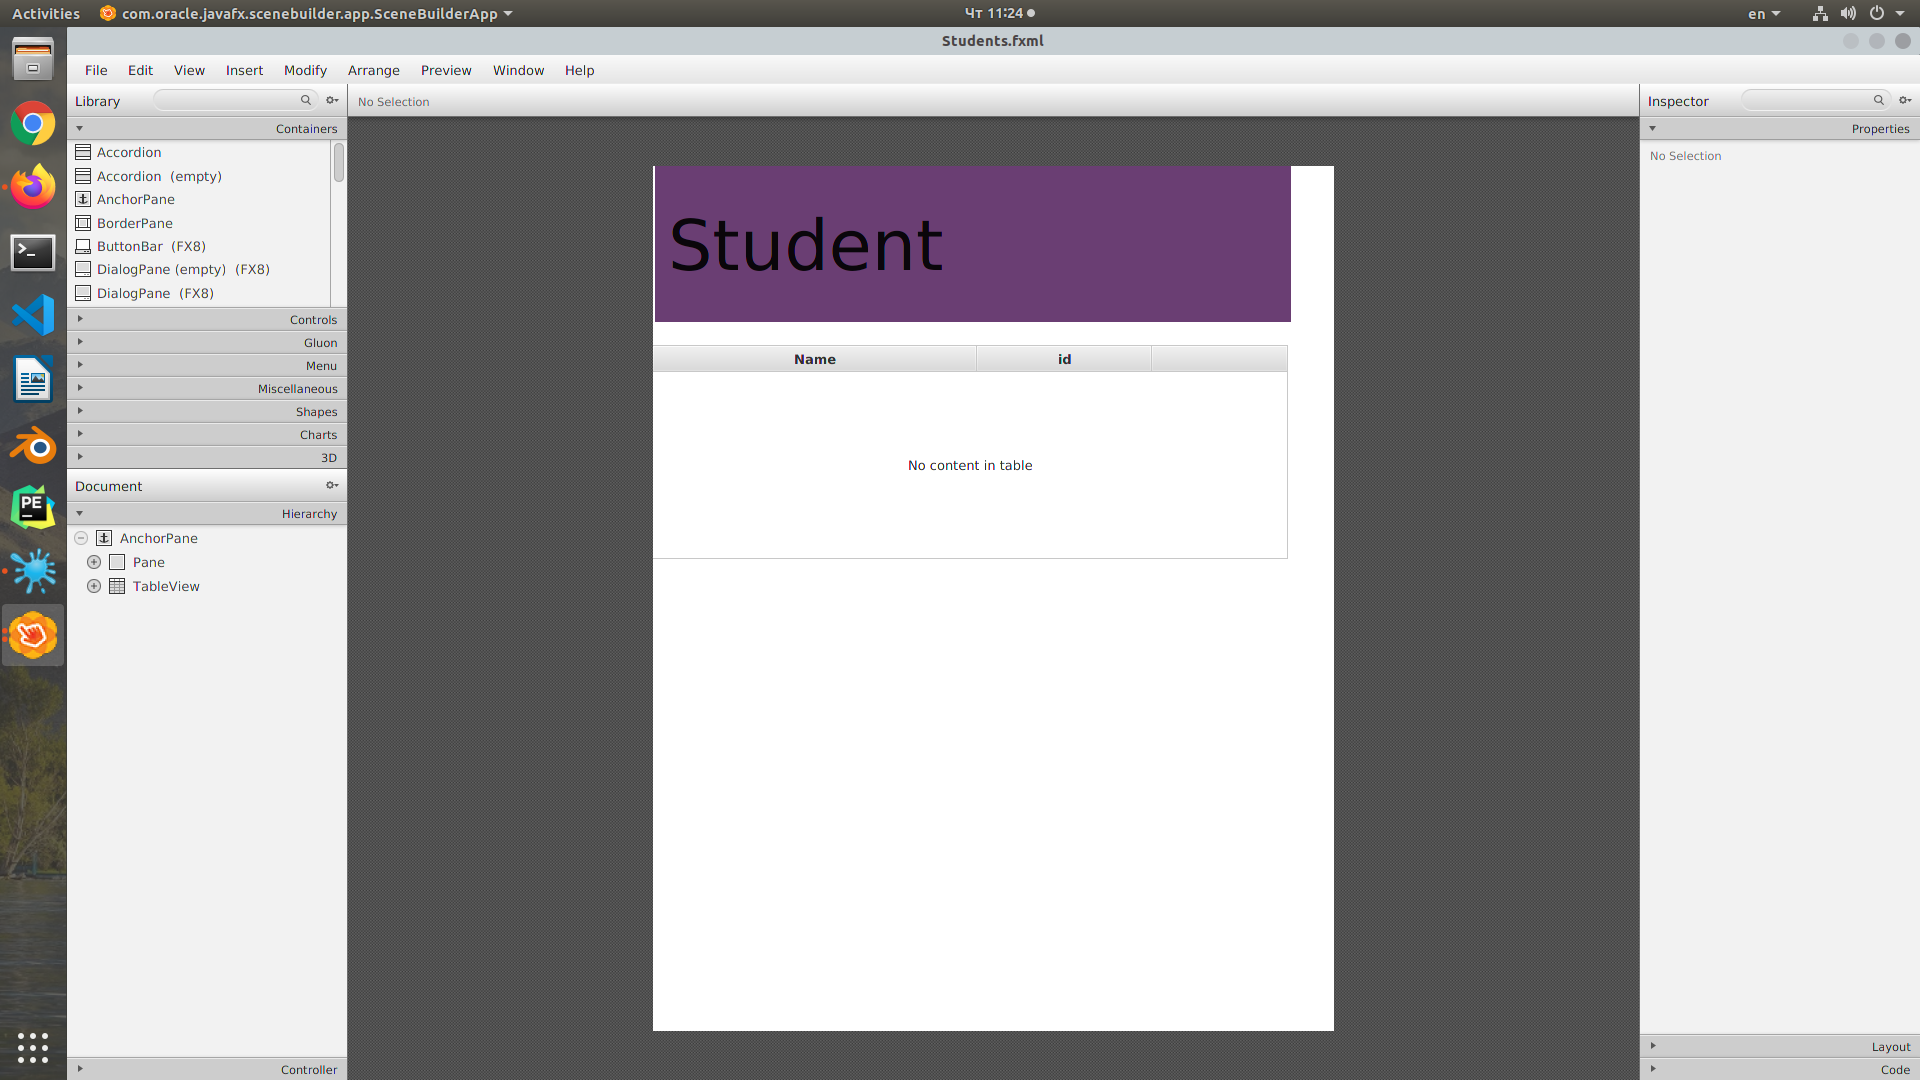 Activities com.oracle.javafx.scenebuilder.app.SceneBuilderApp Чт 11:24 en
Students.fxml
File Edit View Insert Modify Arrange Preview Window Help
Library No Selection Inspector
Containers Properties
Accordion
No Selection
Accordion (empty)
AnchorPane
BorderPane
ButtonBar (FX8)
DialogPane (empty) (FX8)
DialogPane (FX8)
Controls
Gluon
Menu
Miscellaneous
Shapes
Charts
3D
Document
Hierarchy
AnchorPane
Pane
TableView
Controller
Student
Name id
No content in table
Layout
Code
PE